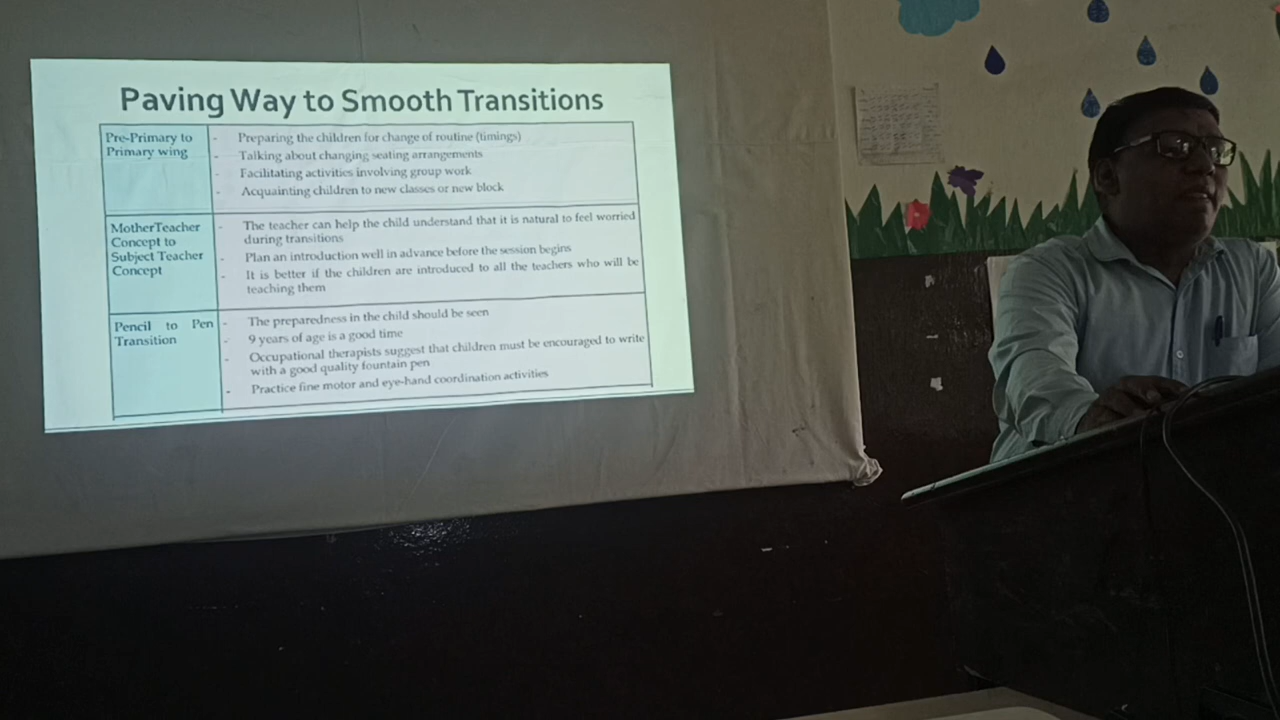 Paving Way to Smooth Transitions
Pre-Primary to
Primary wing
- Preparing the children for change of routine (timings)
- Talking about changing seating arrangements
- Facilitating activities involving group work
- Acquainting children to new classes or new block
MotherTeacher
Concept to
Subject Teacher
Concept
- The teacher can help the child understand that it is natural to feel worried
during transitions
- Plan an introduction well in advance before the session begins
- It is better if the children are introduced to all the teachers who will be
teaching them
Pencil to Pen
Transition
- The preparedness in the child should be seen
- 9 years of age is a good time
- Occupational therapists suggest that children must be encouraged to write
with a good quality fountain pen
- Practice fine motor and eye-hand coordination activities